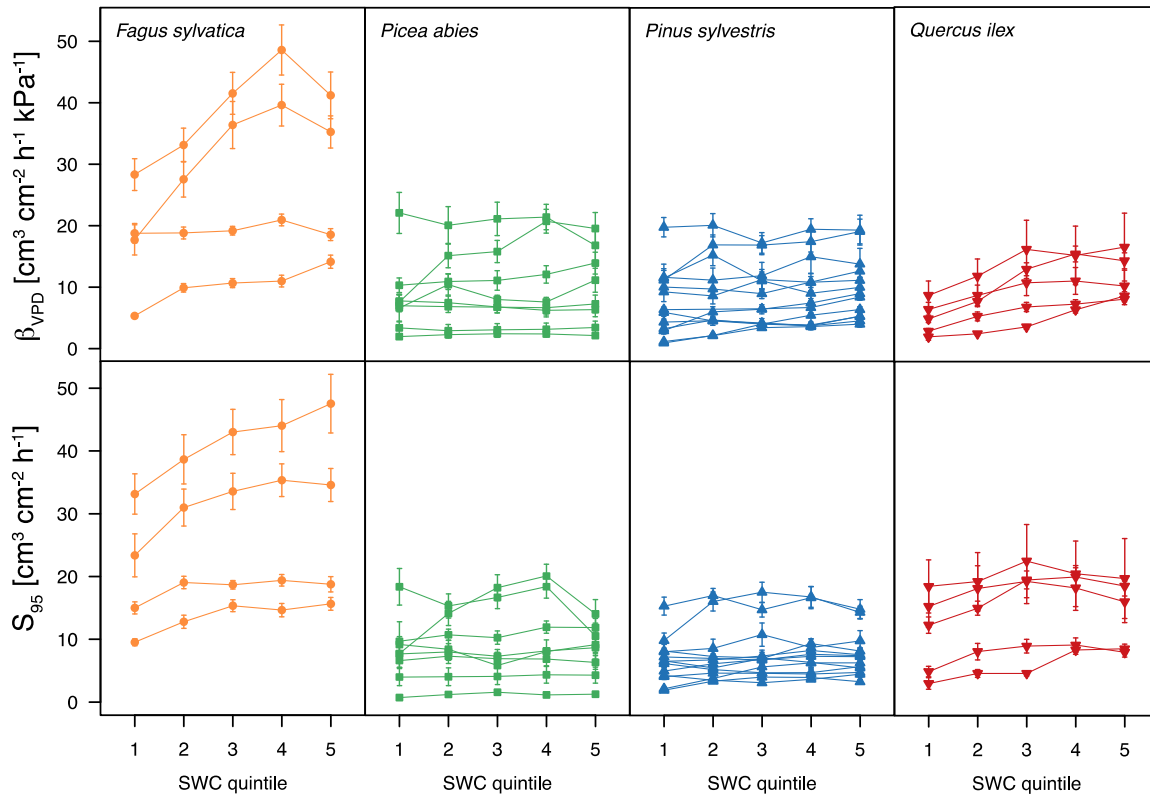 Fagus sylvatica
Picea abies
Pinus sylvestris
Quercus ilex
β_VPD [cm³ cm⁻² h⁻¹ kPa⁻¹]
50
40
30
20
10
0
S_95 [cm³ cm⁻² h⁻¹]
50
40
30
20
10
0
1 2 3 4 5
1 2 3 4 5
1 2 3 4 5
1 2 3 4 5
SWC quintile
SWC quintile
SWC quintile
SWC quintile